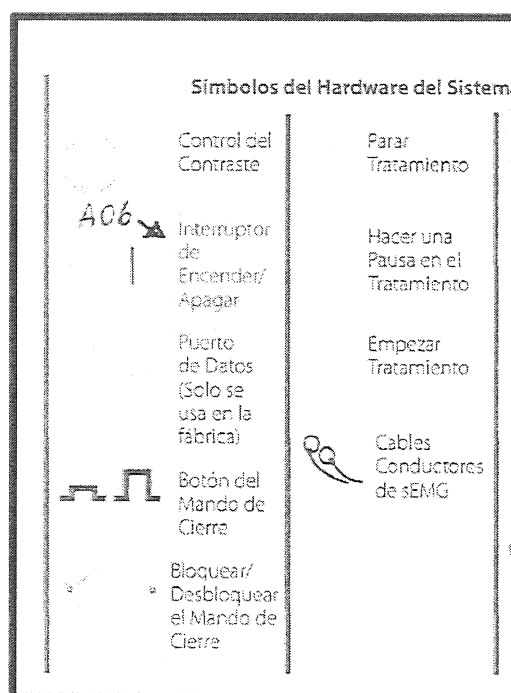 Símbolos del Hardware del Sistema
Control del
Contraste
A06
Interruptor
de
Encender/
Apagar
Puerto
de Datos
(Solo se
usa en la
fábrica)
Botón del
Mando de
Cierre
Bloquear/
Desbloquear
el Mando de
Cierre
Parar
Tratamiento
Hacer una
Pausa en el
Tratamiento
Empezar
Tratamiento
Cables
Conductores
de sEMG